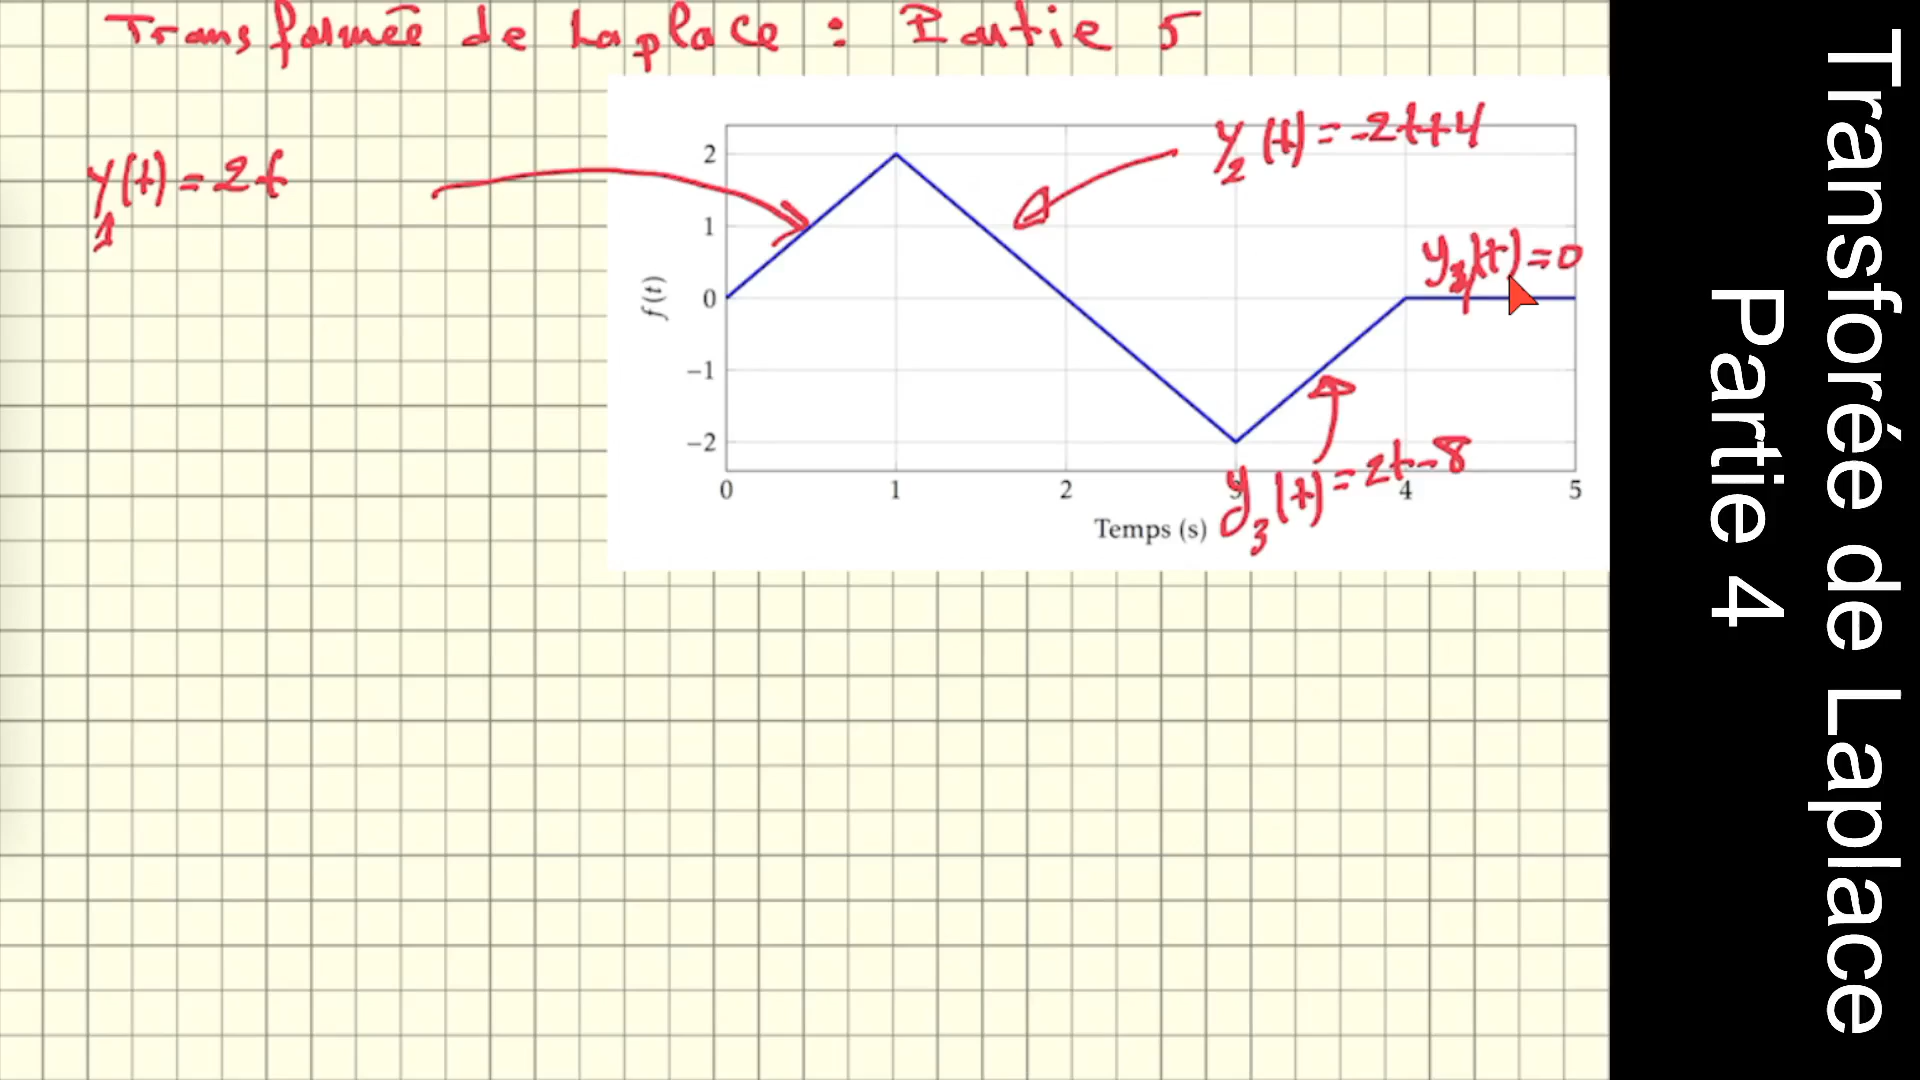 Transformée de Laplace : Partie 5
y1(t) = 2t
y2(t) = -2t+4
y3(t) = 2t-8
(t) = 0
2
1
0
−1
−2
f(t)
0
1
2
3
4
5
Temps (s)
Transforée de Laplace
Partie 4